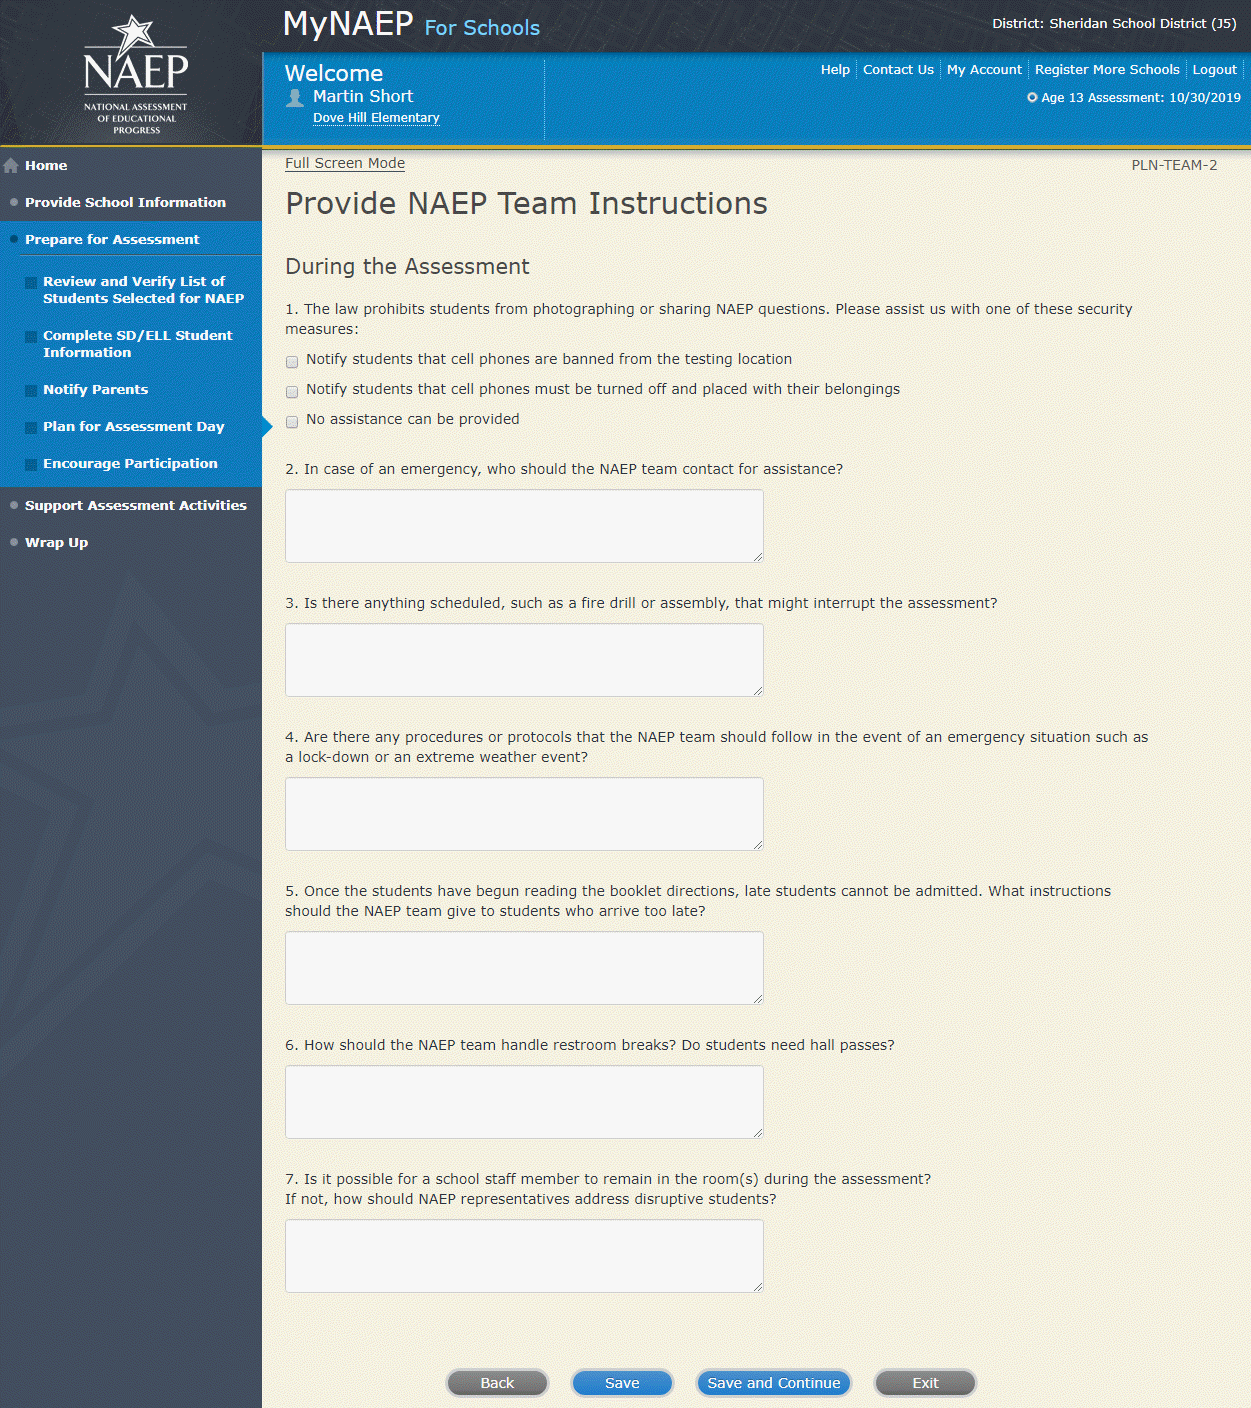 NAEP
NATIONAL ASSESSMENT
OF EDUCATIONAL
PROGRESS
MyNAEP For Schools
District: Sheridan School District (J5)
Welcome
Martin Short
Dove Hill Elementary
Help
Contact Us
My Account
Register More Schools
Logout
Age 13 Assessment: 10/30/2019
Home
Provide School Information
Prepare for Assessment
Review and Verify List of
Students Selected for NAEP
Complete SD/ELL Student
Information
Notify Parents
Plan for Assessment Day
Encourage Participation
Support Assessment Activities
Wrap Up
Full Screen Mode
PLN-TEAM-2
Provide NAEP Team Instructions
During the Assessment
1. The law prohibits students from photographing or sharing NAEP questions. Please assist us with one of these security
measures:
Notify students that cell phones are banned from the testing location
Notify students that cell phones must be turned off and placed with their belongings
No assistance can be provided
2. In case of an emergency, who should the NAEP team contact for assistance?
3. Is there anything scheduled, such as a fire drill or assembly, that might interrupt the assessment?
4. Are there any procedures or protocols that the NAEP team should follow in the event of an emergency situation such as
a lock-down or an extreme weather event?
5. Once the students have begun reading the booklet directions, late students cannot be admitted. What instructions
should the NAEP team give to students who arrive too late?
6. How should the NAEP team handle restroom breaks? Do students need hall passes?
7. Is it possible for a school staff member to remain in the room(s) during the assessment?
If not, how should NAEP representatives address disruptive students?
Back
Save
Save and Continue
Exit